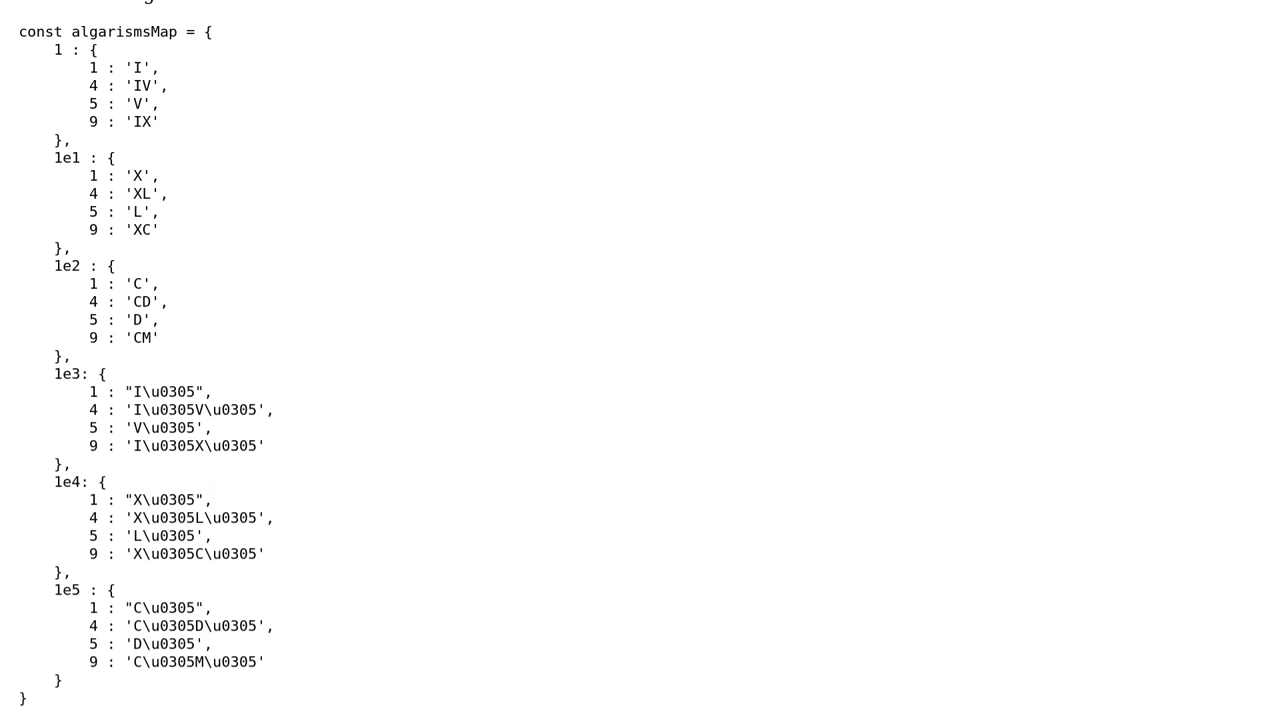 const algarismsMap = {
    1 : {
        1 : 'I',
        4 : 'IV',
        5 : 'V',
        9 : 'IX'
    },
    1e1 : {
        1 : 'X',
        4 : 'XL',
        5 : 'L',
        9 : 'XC'
    },
    1e2 : {
        1 : 'C',
        4 : 'CD',
        5 : 'D',
        9 : 'CM'
    },
    1e3: {
        1 : "I\u0305",
        4 : 'I\u0305V\u0305',
        5 : 'V\u0305',
        9 : 'I\u0305X\u0305'
    },
    1e4: {
        1 : "X\u0305",
        4 : 'X\u0305L\u0305',
        5 : 'L\u0305',
        9 : 'X\u0305C\u0305'
    },
    1e5 : {
        1 : "C\u0305",
        4 : 'C\u0305D\u0305',
        5 : 'D\u0305',
        9 : 'C\u0305M\u0305'
    }
}